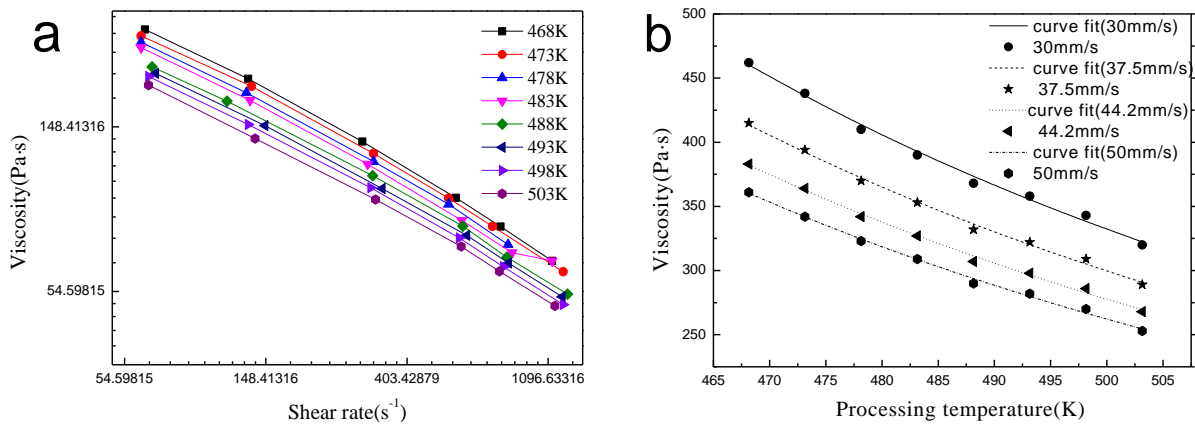 a
468K
473K
478K
483K
488K
493K
498K
503K
148.41316
54.59815
Viscosity(Pa·s)
54.59815 148.41316 403.42879 1096.63316
Shear rate(s⁻¹)
b
curve fit(30mm/s)
30mm/s
curve fit(37.5mm/s)
37.5mm/s
curve fit(44.2mm/s)
44.2mm/s
curve fit(50mm/s)
50mm/s
500
450
400
350
300
250
Viscosity(Pa·s)
465 470 475 480 485 490 495 500 505
Processing temperature(K)